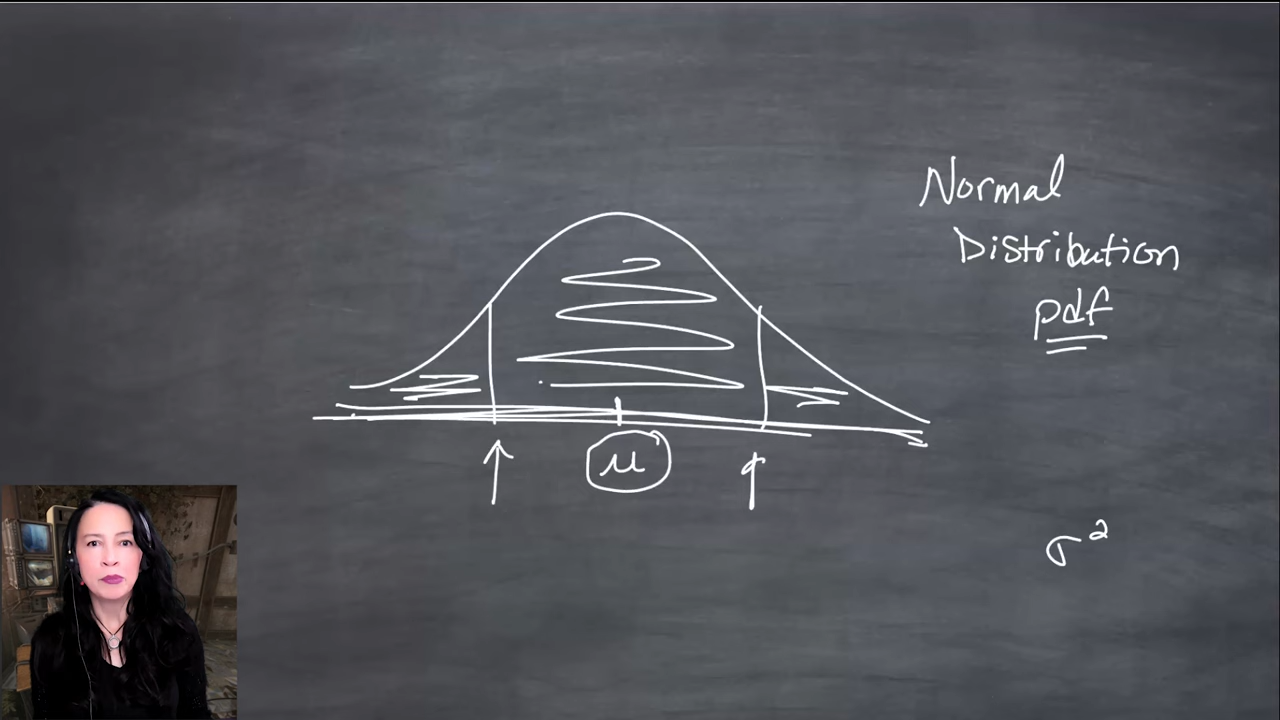 Normal
Distribution
pdf
μ
σ²